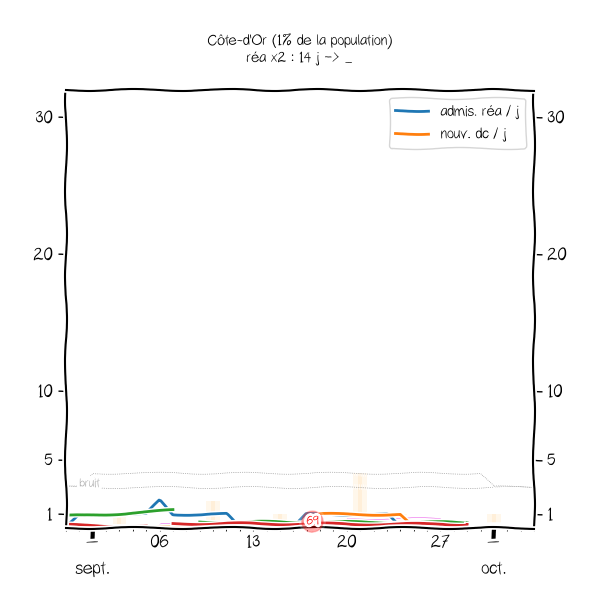 Côte-d'Or (1% de la population)
réa x2 : 14 j -> _
admis. réa / j
nouv. dc / j
30
30
20
20
10
10
5
5
bruit
1
1
69
06
13
20
27
sept.
oct.